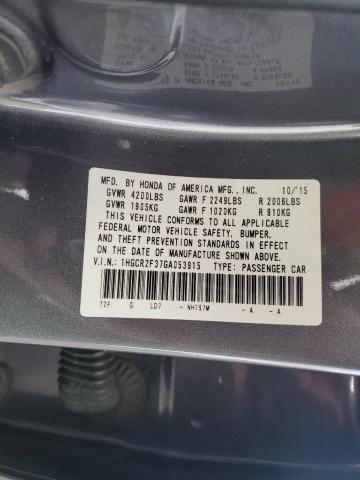 MFD. BY HONDA OF AMERICA MFG., INC. 10/'15
GVWR 4200LBS GAWR F 2249LBS R 2006LBS
GVWR 1905KG GAWR F 1020KG R 910KG
THIS VEHICLE CONFORMS TO ALL APPLICABLE
FEDERAL MOTOR VEHICLE SAFETY, BUMPER,
AND THEFT PREVENTION STANDARDS IN EFFECT
ON THE DATE OF MANUFACTURE SHOWN ABOVE.
V.I.N: 1HGCR2F37GA053915 TYPE: PASSENGER CAR
T2F G LD7 - NH797M - A - A